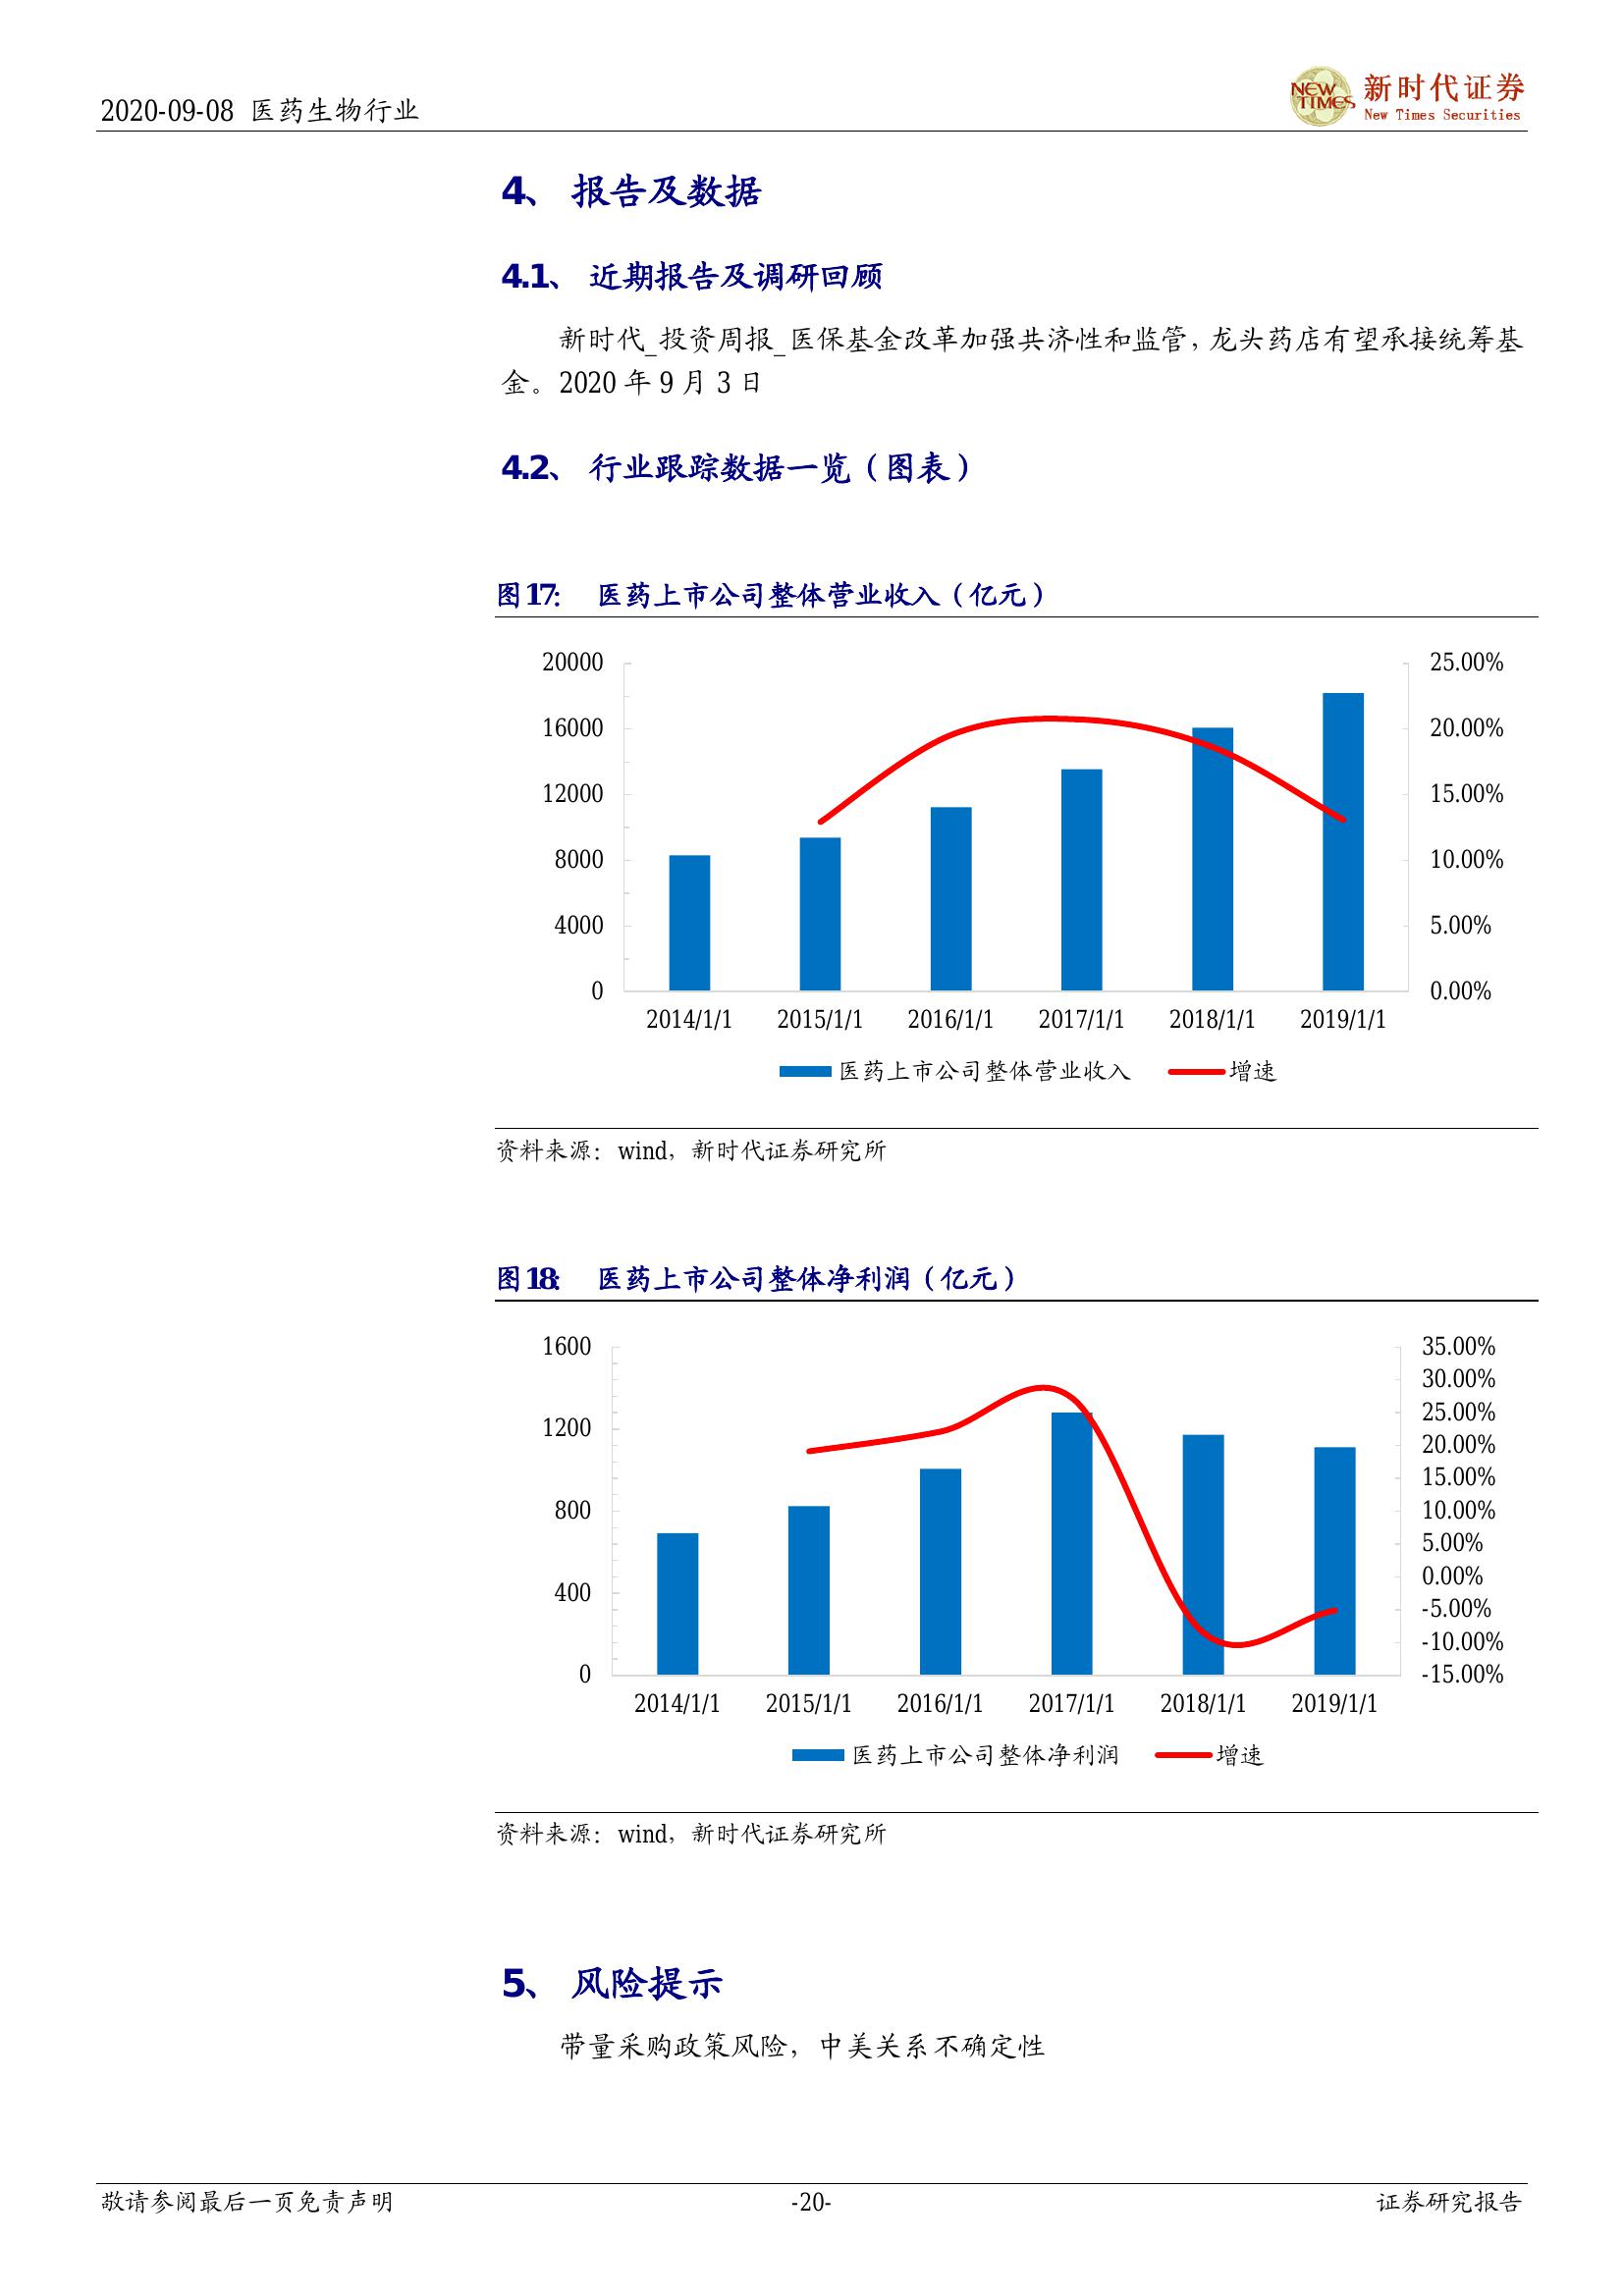 2020-09-08 医药生物行业
NEW TIMES 新时代证券
New Times Securities
4、 报告及数据
4.1、 近期报告及调研回顾
新时代_投资周报_医保基金改革加强共济性和监管，龙头药店有望承接统筹基
金。2020 年 9 月 3 日
4.2、 行业跟踪数据一览（图表）
图17： 医药上市公司整体营业收入（亿元）
20000 25.00%
16000 20.00%
12000 15.00%
8000 10.00%
4000 5.00%
0 0.00%
2014/1/1 2015/1/1 2016/1/1 2017/1/1 2018/1/1 2019/1/1
医药上市公司整体营业收入 增速
资料来源：wind，新时代证券研究所
图18： 医药上市公司整体净利润（亿元）
1600 35.00%
30.00%
1200 25.00%
20.00%
15.00%
800 10.00%
5.00%
400 0.00%
-5.00%
-10.00%
0 -15.00%
2014/1/1 2015/1/1 2016/1/1 2017/1/1 2018/1/1 2019/1/1
医药上市公司整体净利润 增速
资料来源：wind，新时代证券研究所
5、 风险提示
带量采购政策风险，中美关系不确定性
敬请参阅最后一页免责声明 -20- 证券研究报告